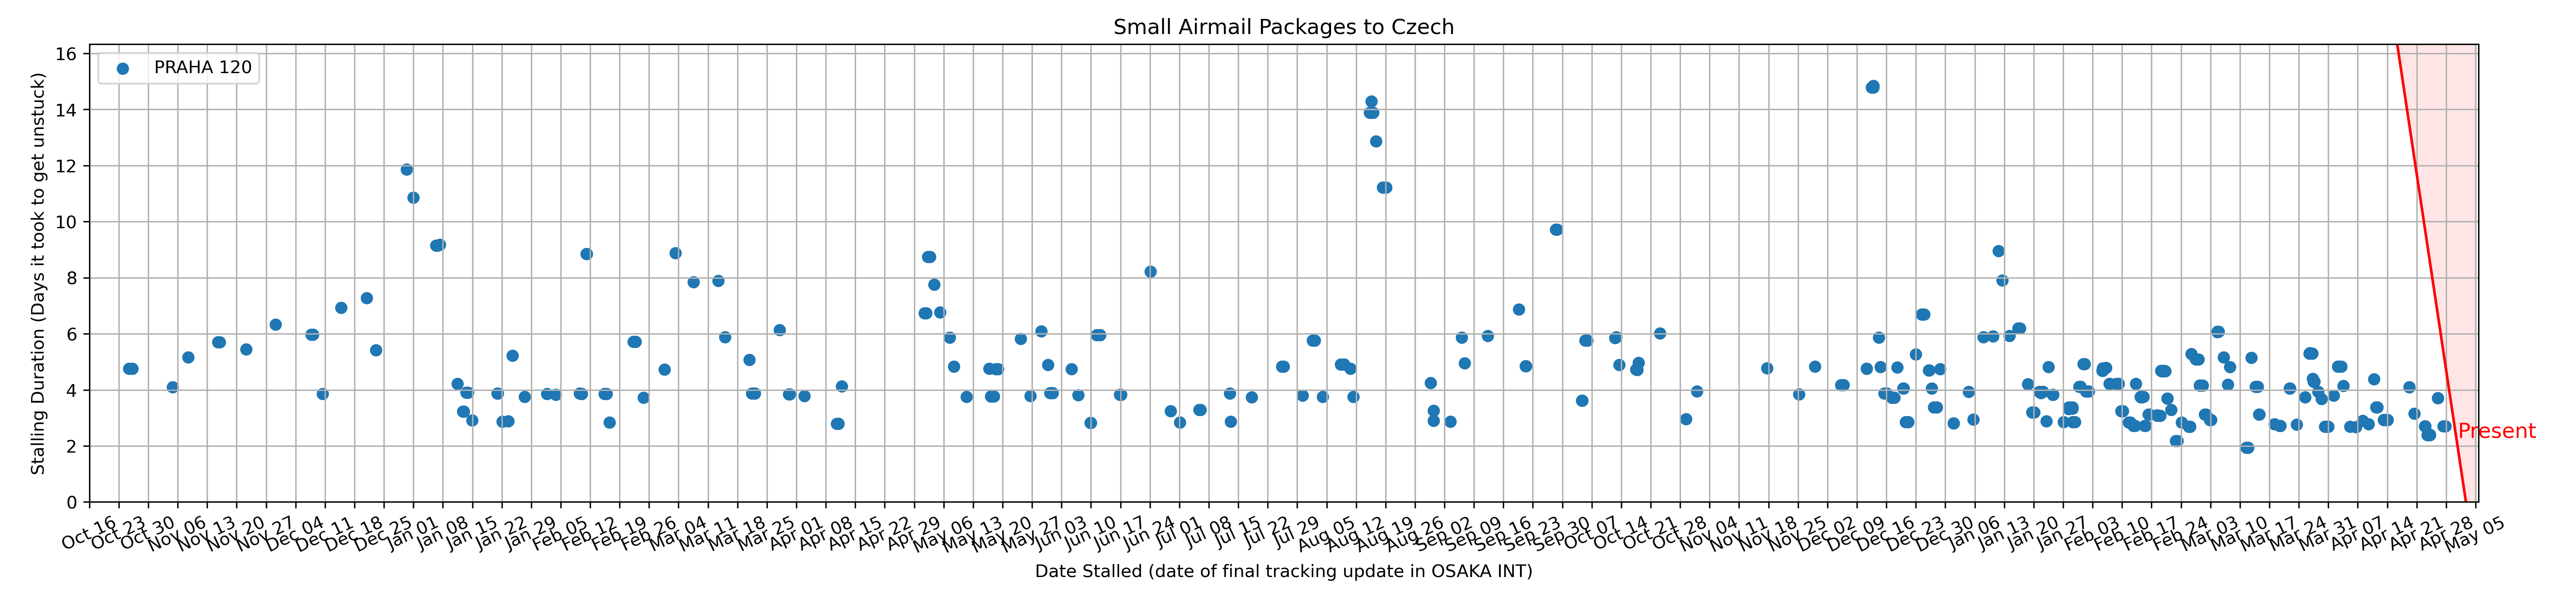 Small Airmail Packages to Czech
PRAHA 120
Stalling Duration (Days it took to get unstuck)
16
14
12
10
8
6
4
2
0
Present
Oct 16
Oct 23
Oct 30
Nov 06
Nov 13
Nov 20
Nov 27
Dec 04
Dec 11
Dec 18
Dec 25
Jan 01
Jan 08
Jan 15
Jan 22
Jan 29
Feb 05
Feb 12
Feb 19
Feb 26
Mar 04
Mar 11
Mar 18
Mar 25
Apr 01
Apr 08
Apr 15
Apr 22
Apr 29
May 06
May 13
May 20
May 27
Jun 03
Jun 10
Jun 17
Jun 24
Jul 01
Jul 08
Jul 15
Jul 22
Jul 29
Aug 05
Aug 12
Aug 19
Aug 26
Sep 02
Sep 09
Sep 16
Sep 23
Sep 30
Oct 07
Oct 14
Oct 21
Oct 28
Nov 04
Nov 11
Nov 18
Nov 25
Dec 02
Dec 09
Dec 16
Dec 23
Dec 30
Jan 06
Jan 13
Jan 20
Jan 27
Feb 03
Feb 10
Feb 17
Feb 24
Mar 03
Mar 10
Mar 17
Mar 24
Mar 31
Apr 07
Apr 14
Apr 21
Apr 28
May 05
Date Stalled (date of final tracking update in OSAKA INT)